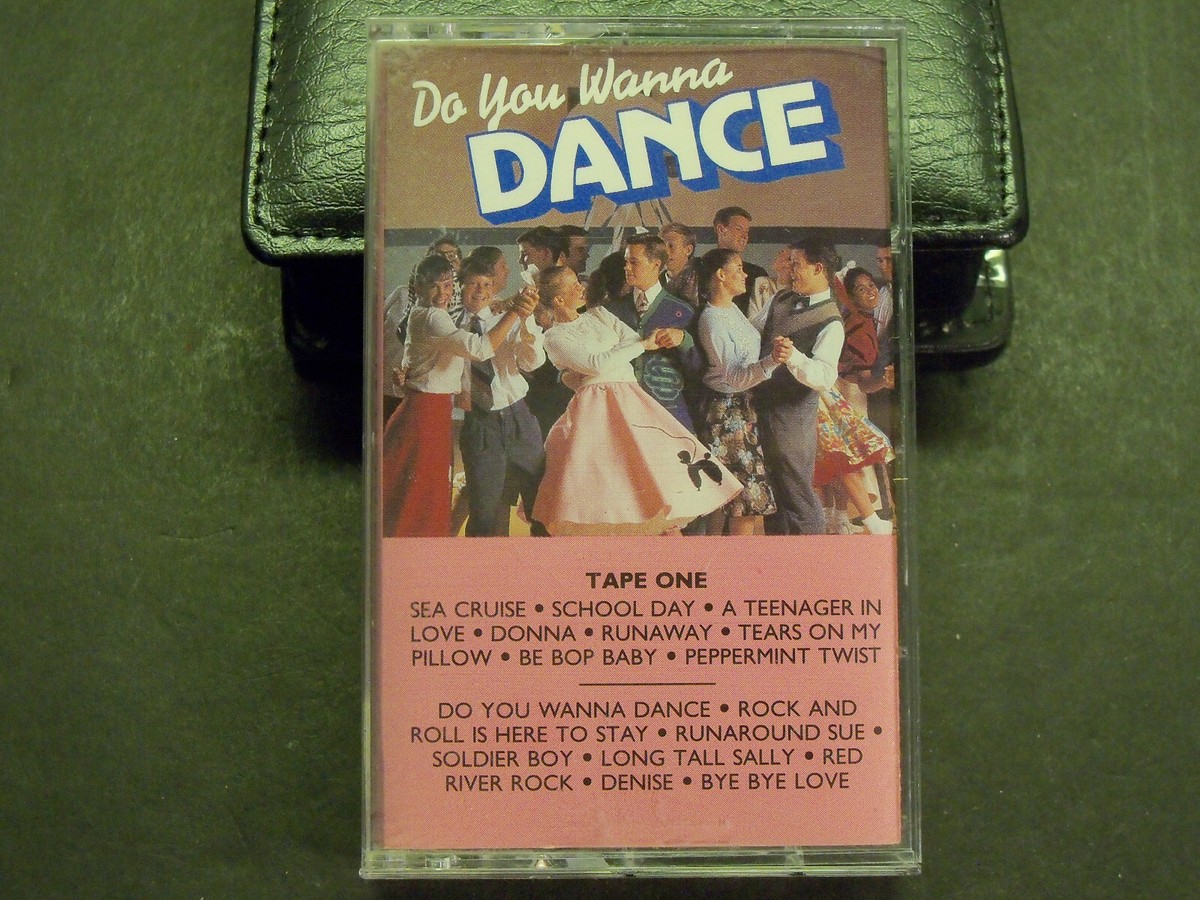 Do You Wanna
DANCE
TAPE ONE
SEA CRUISE • SCHOOL DAY • A TEENAGER IN
LOVE • DONNA • RUNAWAY • TEARS ON MY
PILLOW • BE BOP BABY • PEPPERMINT TWIST
DO YOU WANNA DANCE • ROCK AND
ROLL IS HERE TO STAY • RUNAROUND SUE •
SOLDIER BOY • LONG TALL SALLY • RED
RIVER ROCK • DENISE • BYE BYE LOVE